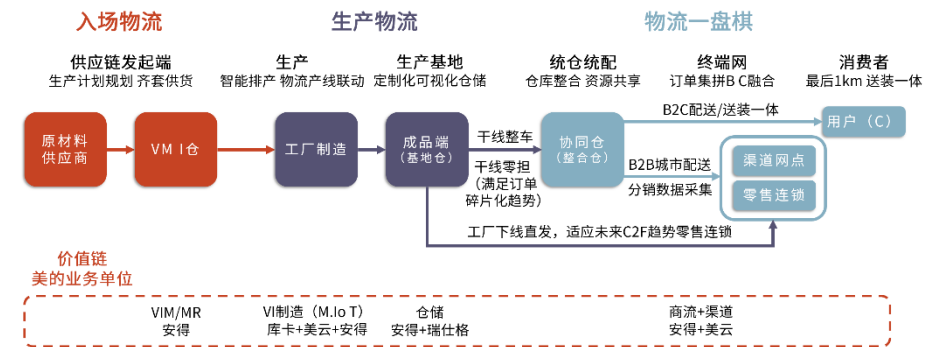 入场物流
生产物流
物流一盘棋
供应链发起端
生产计划规划 齐套供货
生产
智能排产 物流产线联动
生产基地
定制化可视化仓储
统仓统配
仓库整合 资源共享
终端网
订单集拼B C融合
消费者
最后1km 送装一体
原材料
供应商
VM I仓
工厂制造
成品端
（基地仓）
干线整车
干线零担
（满足订单
碎片化趋势）
协同仓
（整合仓）
B2C配送/送装一体
用户（C）
B2B城市配送
分销数据采集
渠道网点
零售连锁
工厂下线直发，适应未来C2F趋势零售连锁
价值链
美的业务单位
VIM/MR
安得
VI制造（M.Io T）
库卡+美云+安得
仓储
安得+瑞仕格
商流+渠道
安得+美云